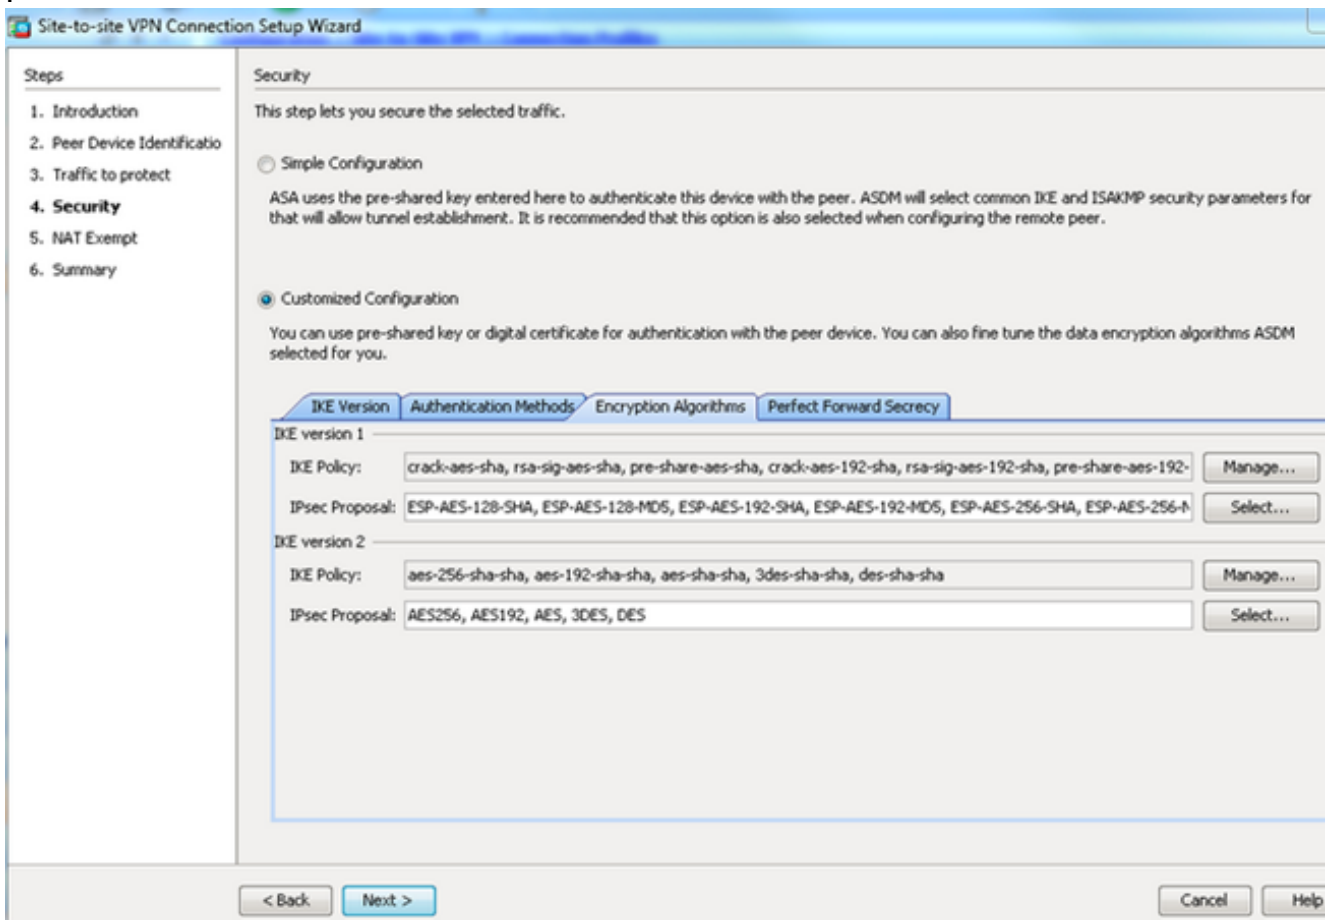 Site-to-site VPN Connection Setup Wizard
Steps
1. Introduction
2. Peer Device Identificatio
3. Traffic to protect
4. Security
5. NAT Exempt
6. Summary
Security
This step lets you secure the selected traffic.
Simple Configuration
ASA uses the pre-shared key entered here to authenticate this device with the peer. ASDM will select common IKE and ISAKMP security parameters for
that will allow tunnel establishment. It is recommended that this option is also selected when configuring the remote peer.
Customized Configuration
You can use pre-shared key or digital certificate for authentication with the peer device. You can also fine tune the data encryption algorithms ASDM
selected for you.
IKE Version Authentication Methods Encryption Algorithms Perfect Forward Secrecy
IKE version 1
IKE Policy: crack-aes-sha, rsa-sig-aes-sha, pre-share-aes-sha, crack-aes-192-sha, rsa-sig-aes-192-sha, pre-share-aes-192- Manage...
IPsec Proposal: ESP-AES-128-SHA, ESP-AES-128-MD5, ESP-AES-192-SHA, ESP-AES-192-MD5, ESP-AES-256-SHA, ESP-AES-256-M Select...
IKE version 2
IKE Policy: aes-256-sha-sha, aes-192-sha-sha, aes-sha-sha, 3des-sha-sha, des-sha-sha Manage...
IPsec Proposal: AES256, AES192, AES, 3DES, DES Select...
< Back Next > Cancel Help